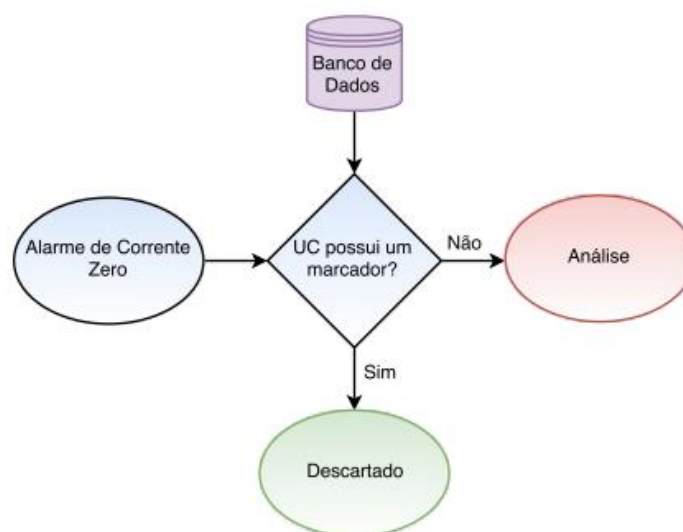 Banco de
Dados
Alarme de Corrente
Zero
UC possui um
marcador?
Não
Análise
Sim
Descartado